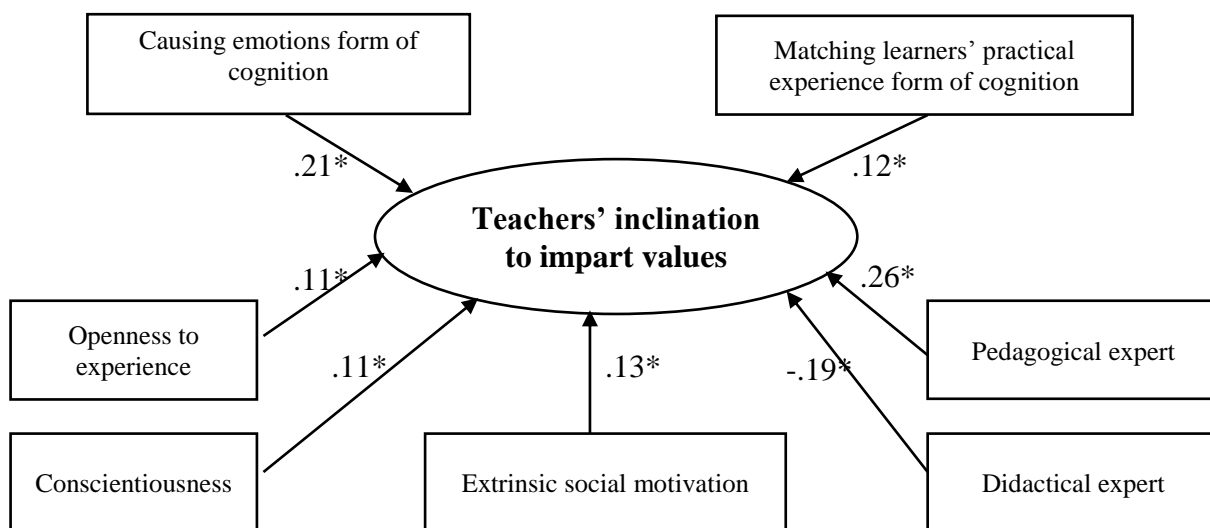 Causing emotions form of
cognition
Matching learners’ practical
experience form of cognition
.21*
.12*
Teachers’ inclination
to impart values
.11*
.26*
Openness to
experience
Pedagogical expert
.11*
.13*
-.19*
Conscientiousness
Extrinsic social motivation
Didactical expert